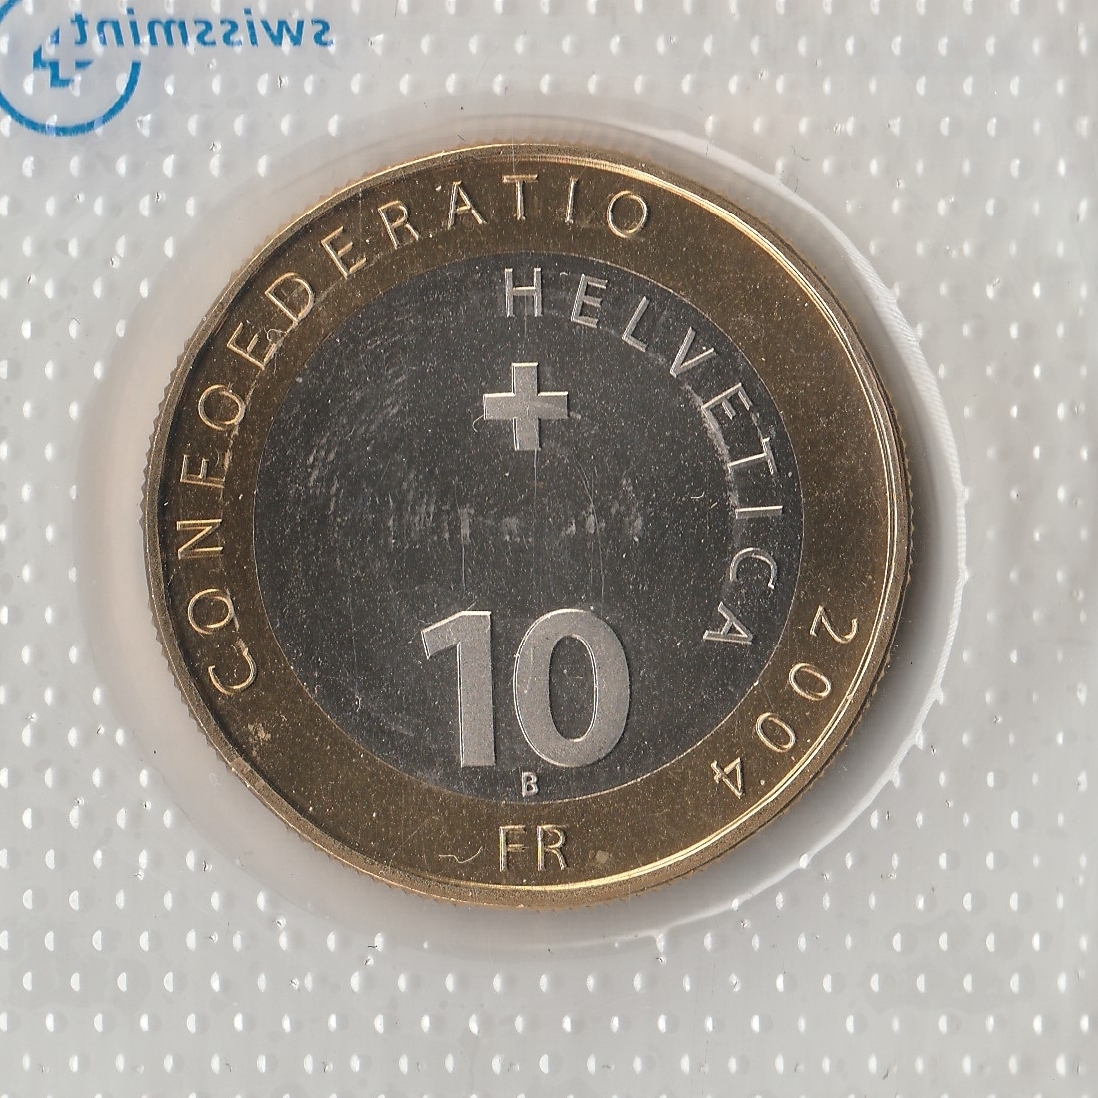 swissmint
CONFOEDERATIO
HELVETICA
2004
10
B
FR